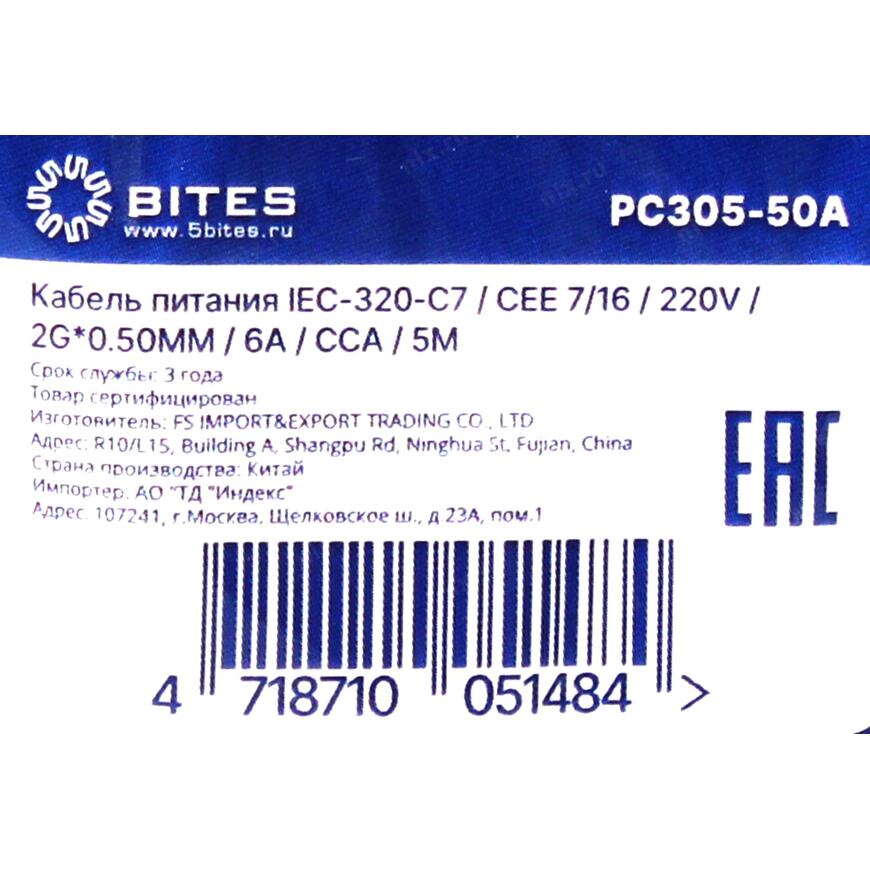 BITES
www.5bites.ru
PC305-50A
Кабель питания IEC-320-C7 / CEE 7/16 / 220V /
2G*0.50MM / 6A / CCA / 5M
Срок службы: 3 года
Товар сертифицирован
Изготовитель: FS IMPORT&EXPORT TRADING CO., LTD
Адрес: R10/L15, Building A, Shangpu Rd, Ninghua St, Fujian, China
Страна производства: Китай
Импортер: АО "ТД "Индекс"
Адрес: 107241, г.Москва, Щелковское ш., д 23А, пом.1
EAC
4 718710 051484 >